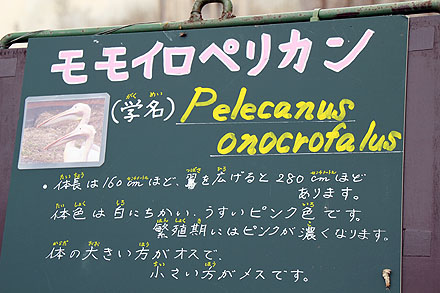 モモイロペリカン
(学名) Pelecanus
onocrofalus
・体長は160cmほど、翼を広げると280cmほど
あります。
体色は白にちかい、うすいピンク色です。
繁殖期にはピンクが濃くなります。
体の大きい方がオスで、
小さい方がメスです。